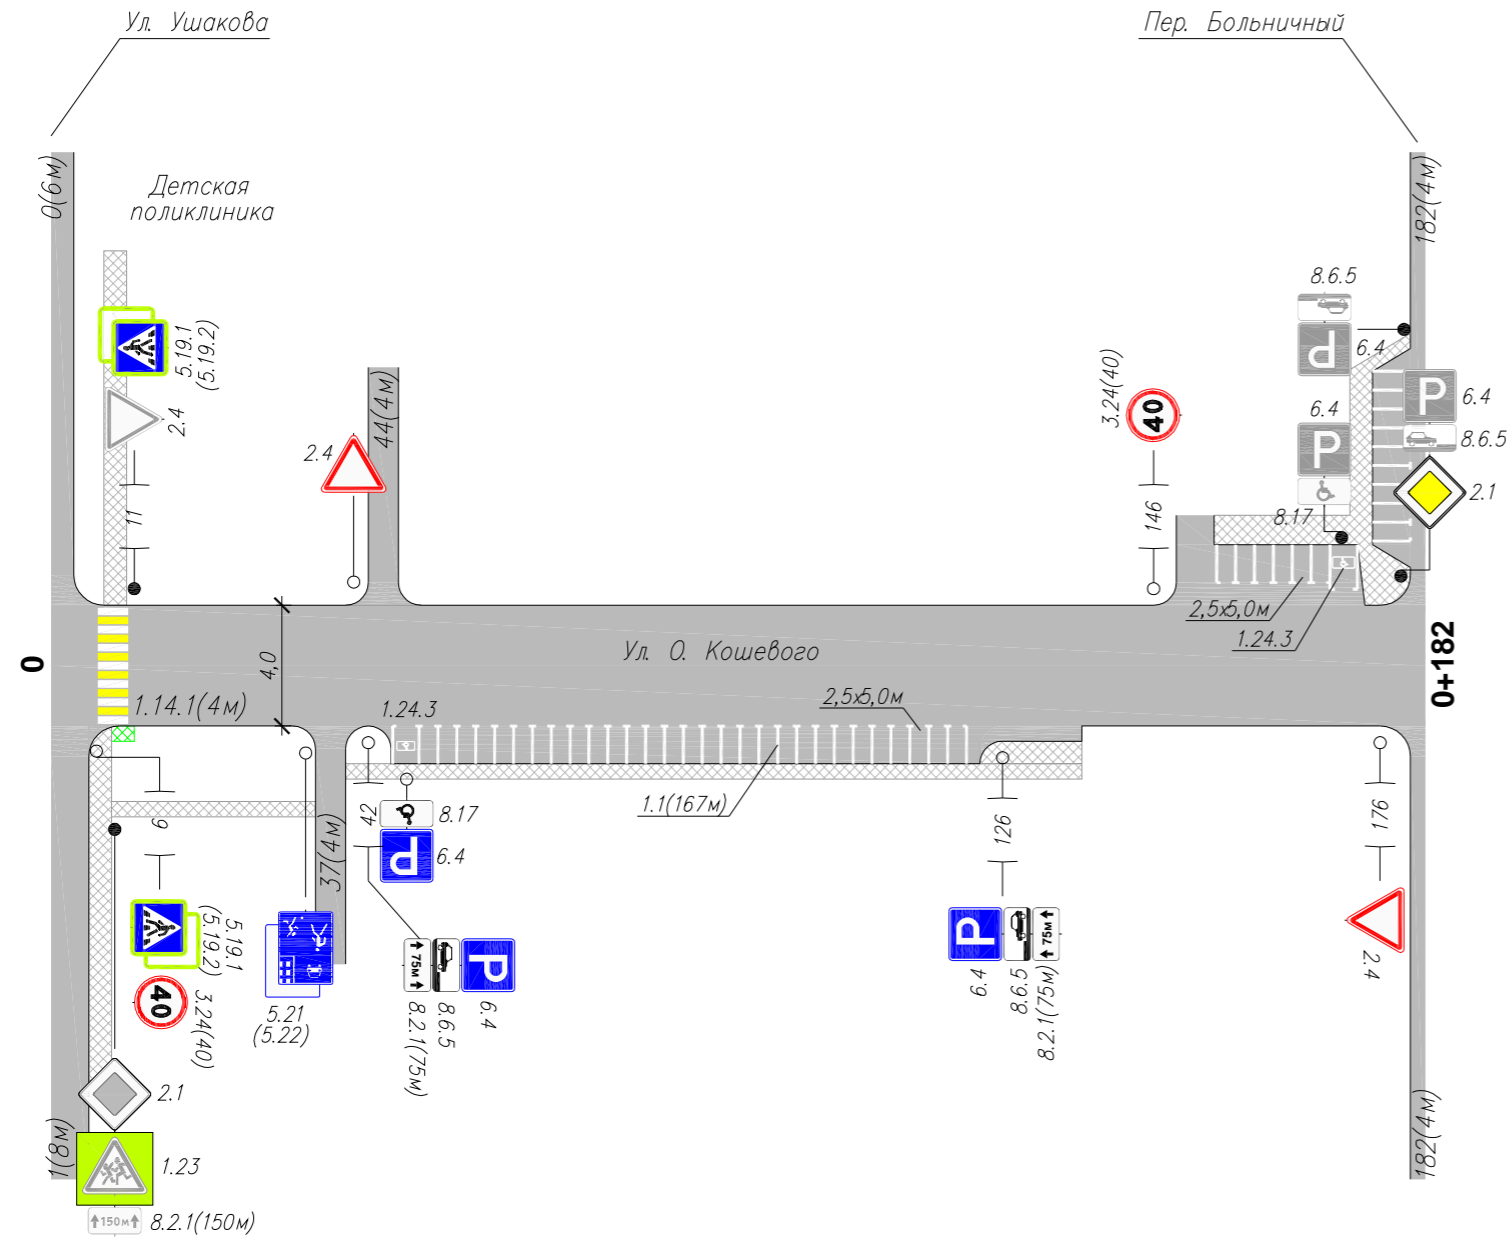 Ул. Ушакова
Пер. Больничный
0(6м)
Детская
поликлиника
182(4м)
8.6.5
P
6.4
5.19.1
(5.19.2)
2.4
44(4м)
2.4
3.24(40)
40
6.4
P
8.17
P
6.4
8.6.5
2.1
11
146
2,5х5,0м
1.24.3
0
4,0
Ул. О. Кошевого
0+182
1.14.1(4м)
1.24.3
2,5х5,0м
1.1(167м)
9
37(4м)
42
8.17
P
6.4
126
176
5.19.1
(5.19.2)
40
3.24(40)
5.21
(5.22)
75м
8.2.1(75м)
8.6.5
P
6.4
P
6.4
8.6.5
75м
8.2.1(75м)
2.4
2.1
1(8м)
1.23
150м
8.2.1(150м)
182(4м)